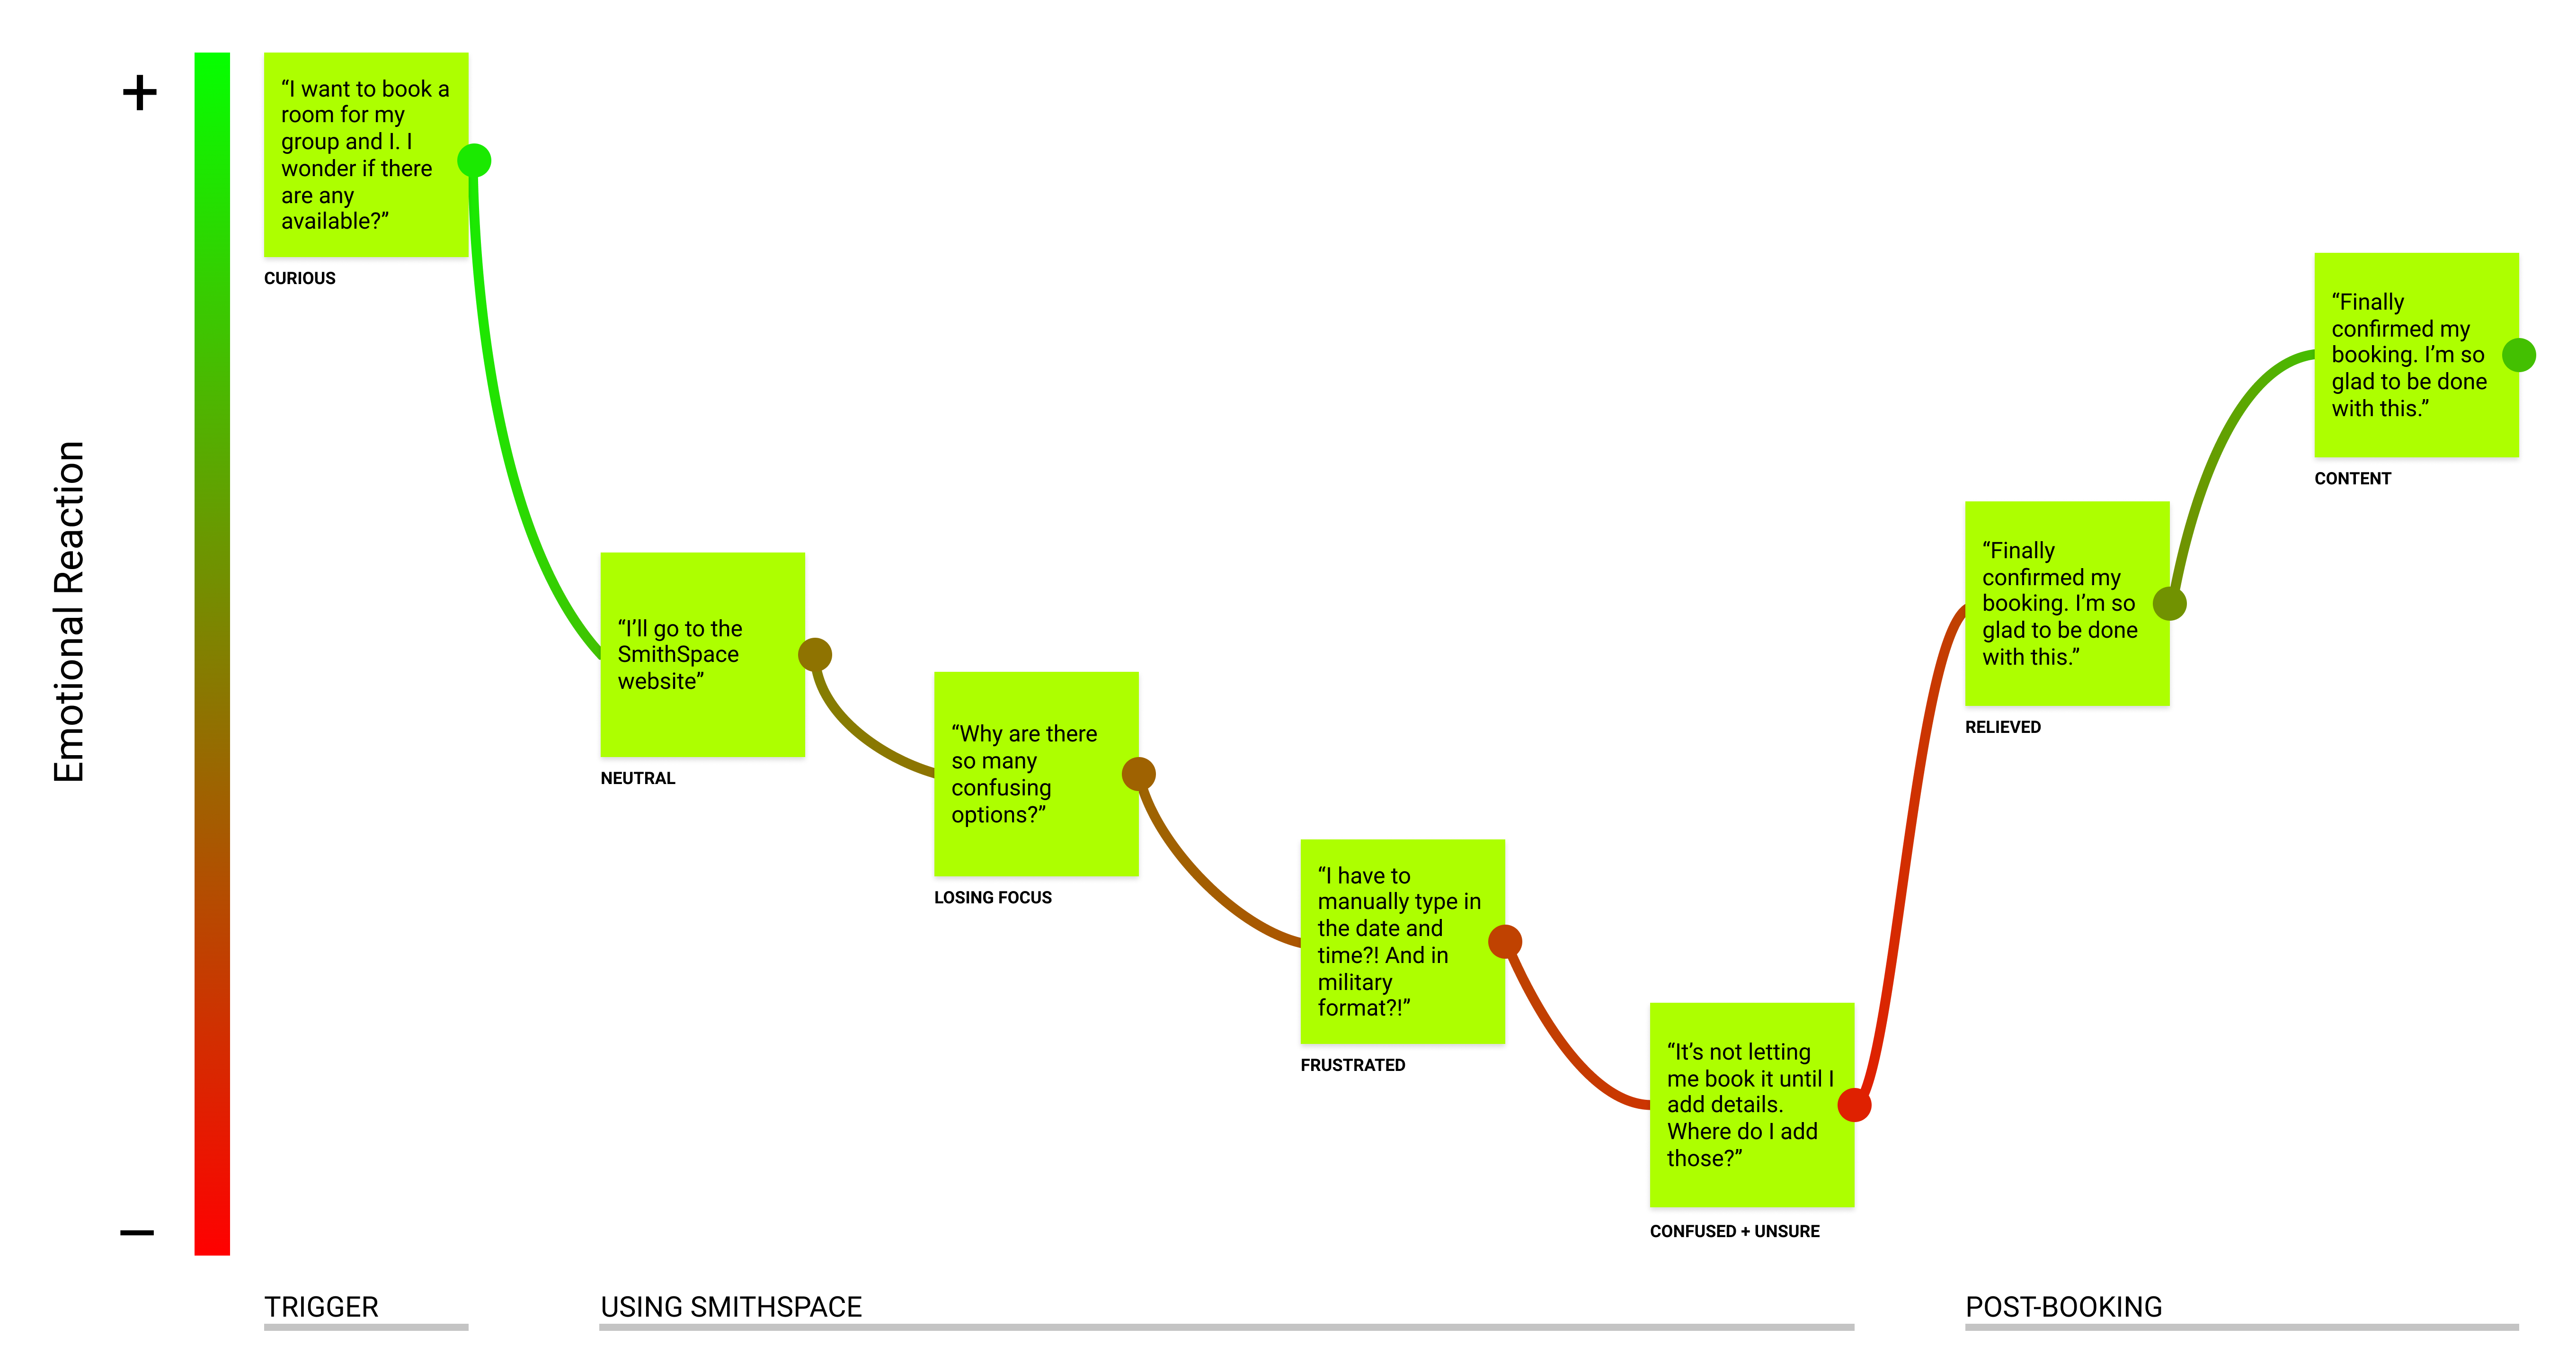 +
Emotional Reaction
–
“I want to book a
room for my
group and I. I
wonder if there
are any
available?”
CURIOUS
“I’ll go to the
SmithSpace
website”
NEUTRAL
“Why are there
so many
confusing
options?”
LOSING FOCUS
“I have to
manually type in
the date and
time?! And in
military
format?!”
FRUSTRATED
“It’s not letting
me book it until I
add details.
Where do I add
those?”
CONFUSED + UNSURE
“Finally
confirmed my
booking. I’m so
glad to be done
with this.”
RELIEVED
“Finally
confirmed my
booking. I’m so
glad to be done
with this.”
CONTENT
TRIGGER
USING SMITHSPACE
POST-BOOKING